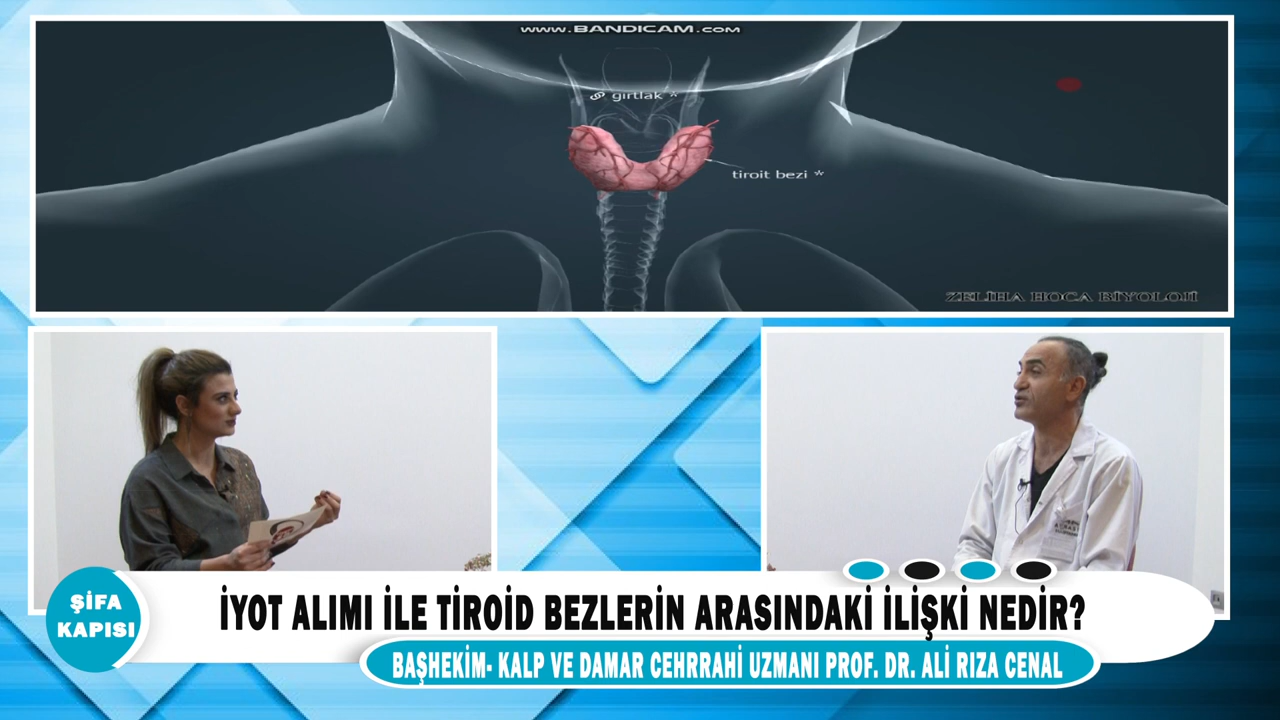 www.BANDICAM.com
gırtlak *
tiroit bezi *
ZELİHA HOCA BİYOLOJİ
ŞİFA
KAPISI
İYOT ALIMI İLE TİROİD BEZLERİN ARASINDAKİ İLİŞKİ NEDİR?
BAŞHEKİM- KALP VE DAMAR CEHRRAHİ UZMANI PROF. DR. ALİ RIZA CENAL